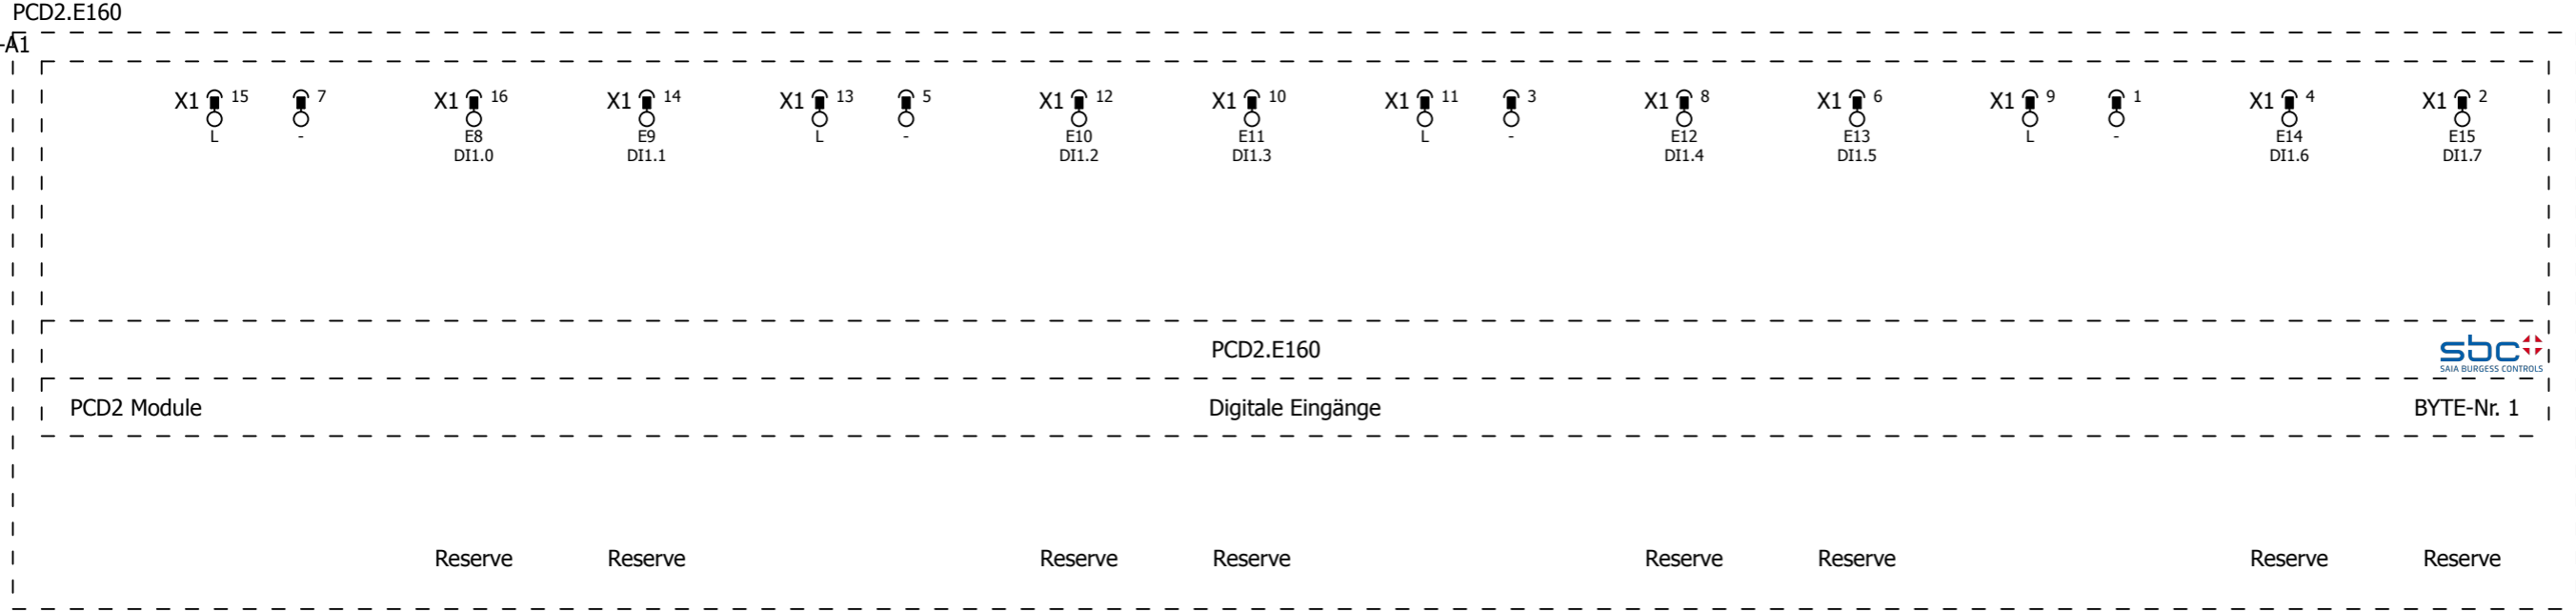 PCD2.E160
-A1
X1 15 7 X1 16 X1 14 X1 13 5 X1 12 X1 10 X1 11 3 X1 8 X1 6 X1 9 1 X1 4 X1 2
L - E8 E9 L - E10 E11 L - E12 E13 L - E14 E15
DI1.0 DI1.1 DI1.2 DI1.3 DI1.4 DI1.5 DI1.6 DI1.7
PCD2.E160
sbc
SAIA BURGESS CONTROLS
PCD2 Module Digitale Eingänge BYTE-Nr. 1
Reserve Reserve Reserve Reserve Reserve Reserve Reserve Reserve